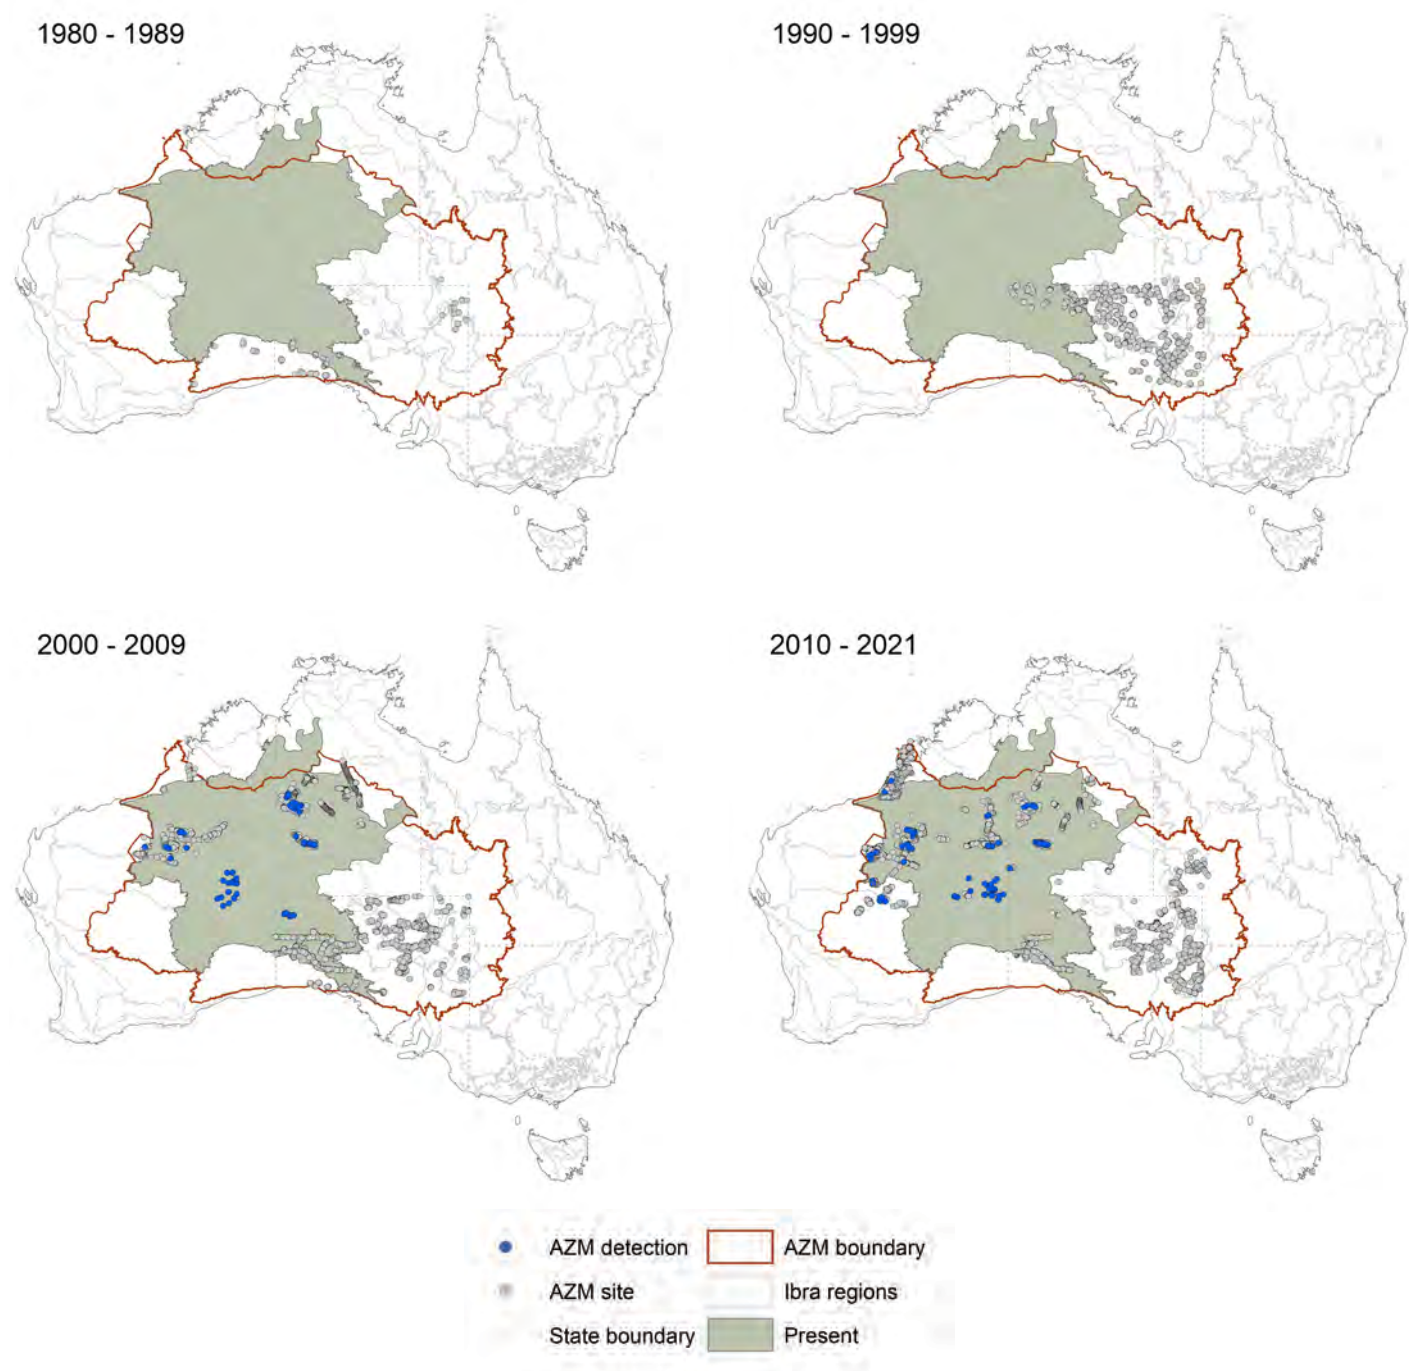 1980 - 1989
1990 - 1999
2000 - 2009
2010 - 2021
AZM detection
AZM boundary
AZM site
Ibra regions
State boundary
Present